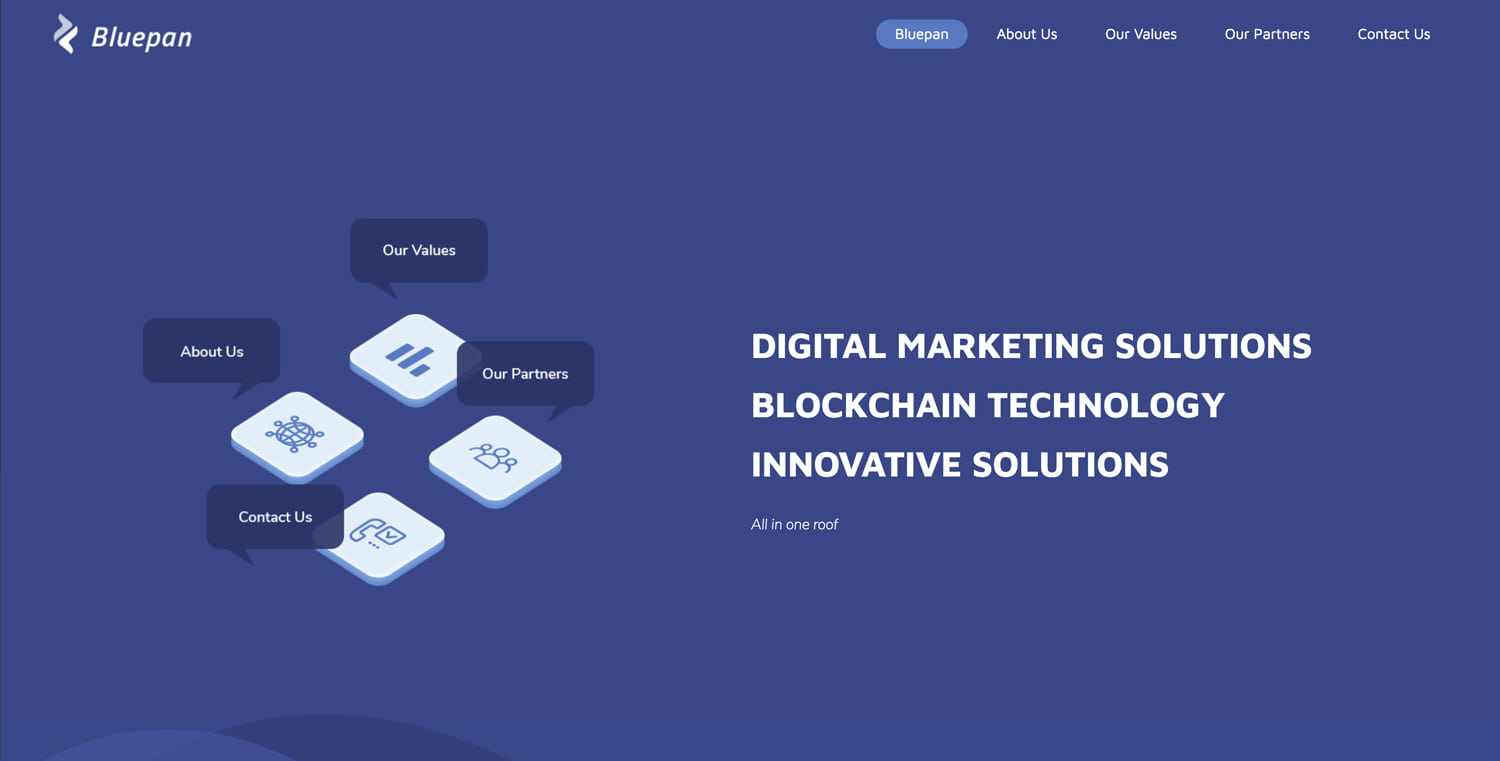 Bluepan
Bluepan
About Us
Our Values
Our Partners
Contact Us
Our Values
About Us
Our Partners
Contact Us
DIGITAL MARKETING SOLUTIONS
BLOCKCHAIN TECHNOLOGY
INNOVATIVE SOLUTIONS
All in one roof